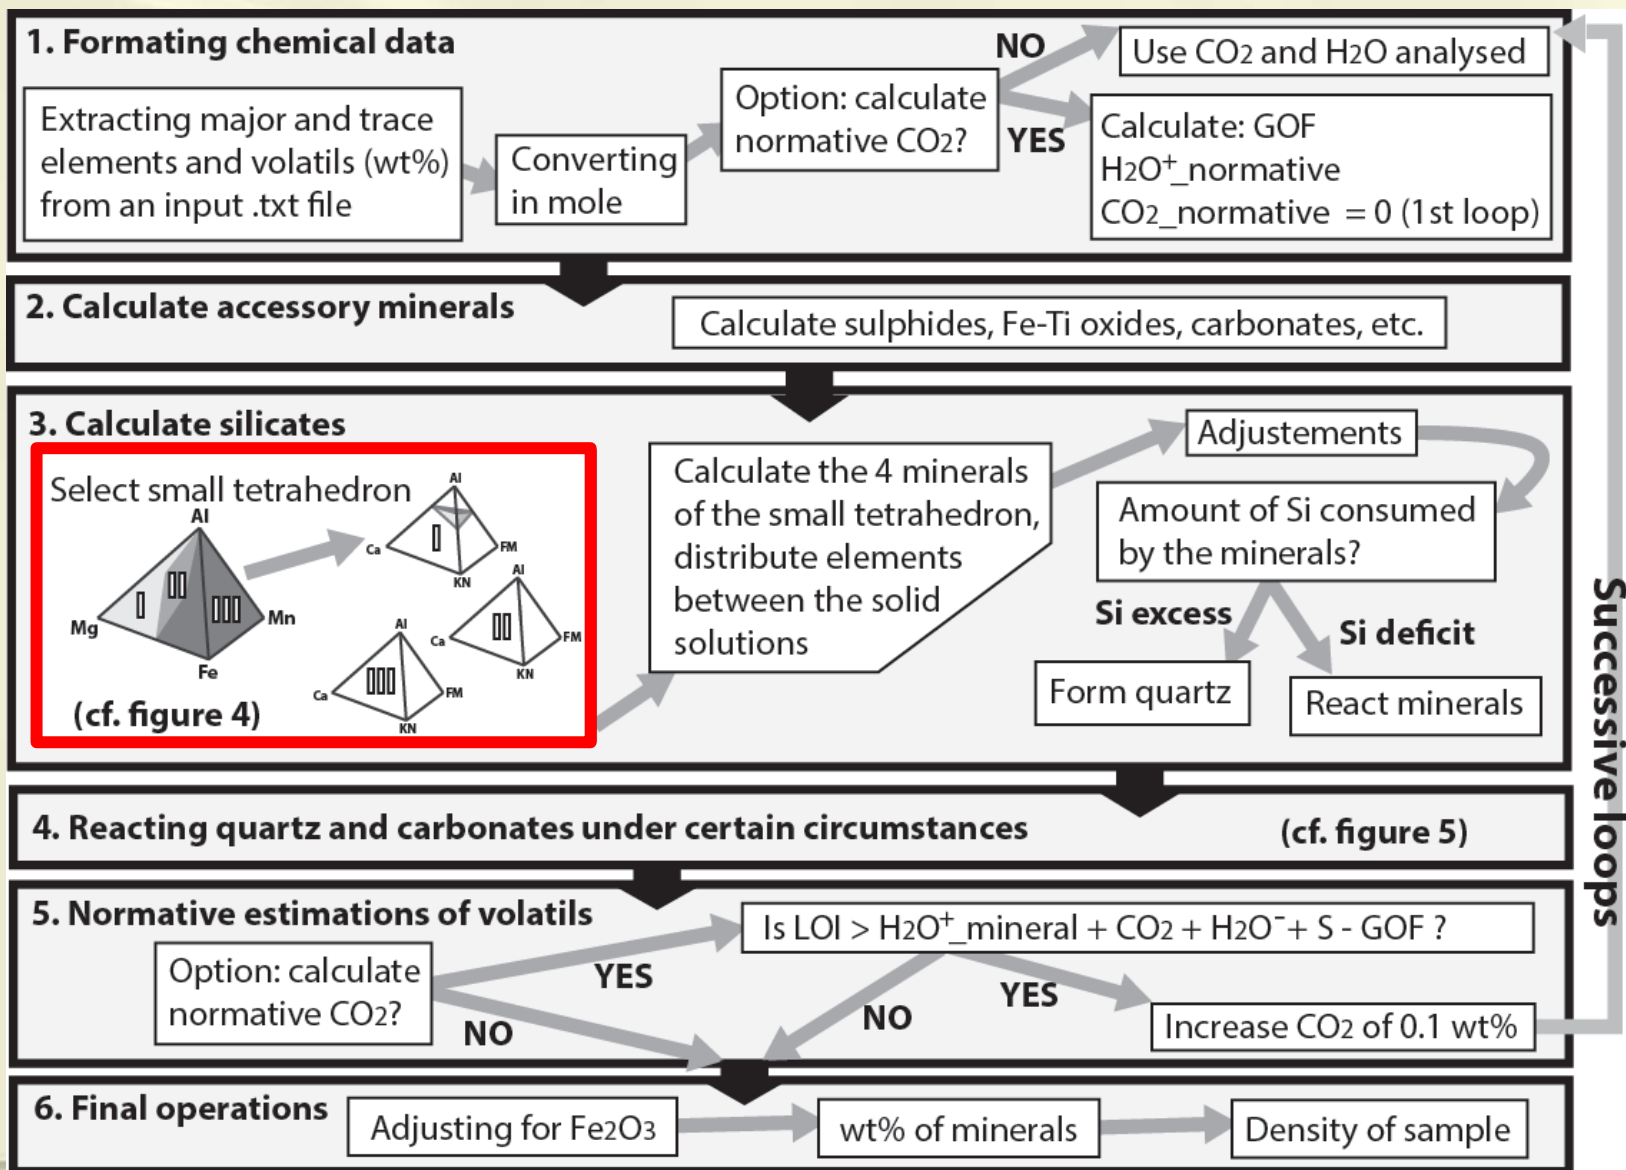 1. Formating chemical data
Extracting major and trace
elements and volatils (wt%)
from an input .txt file
Converting
in mole
Option: calculate
normative CO2?
NO
YES
Use CO2 and H2O analysed
Calculate: GOF
H2O+_normative
CO2_normative = 0 (1st loop)
2. Calculate accessory minerals
Calculate sulphides, Fe-Ti oxides, carbonates, etc.
3. Calculate silicates
Select small tetrahedron
Al
Mg
Fe
Mn
I
II
III
Al
Ca
FM
KN
I
Al
Ca
FM
KN
II
Al
Ca
FM
KN
III
(cf. figure 4)
Calculate the 4 minerals
of the small tetrahedron,
distribute elements
between the solid
solutions
Adjustements
Amount of Si consumed
by the minerals?
Si excess
Si deficit
Form quartz
React minerals
4. Reacting quartz and carbonates under certain circumstances
(cf. figure 5)
5. Normative estimations of volatils
Option: calculate
normative CO2?
YES
NO
Is LOI > H2O+_mineral + CO2 + H2O- + S - GOF ?
NO
YES
Increase CO2 of 0.1 wt%
Successive loops
6. Final operations
Adjusting for Fe2O3
wt% of minerals
Density of sample